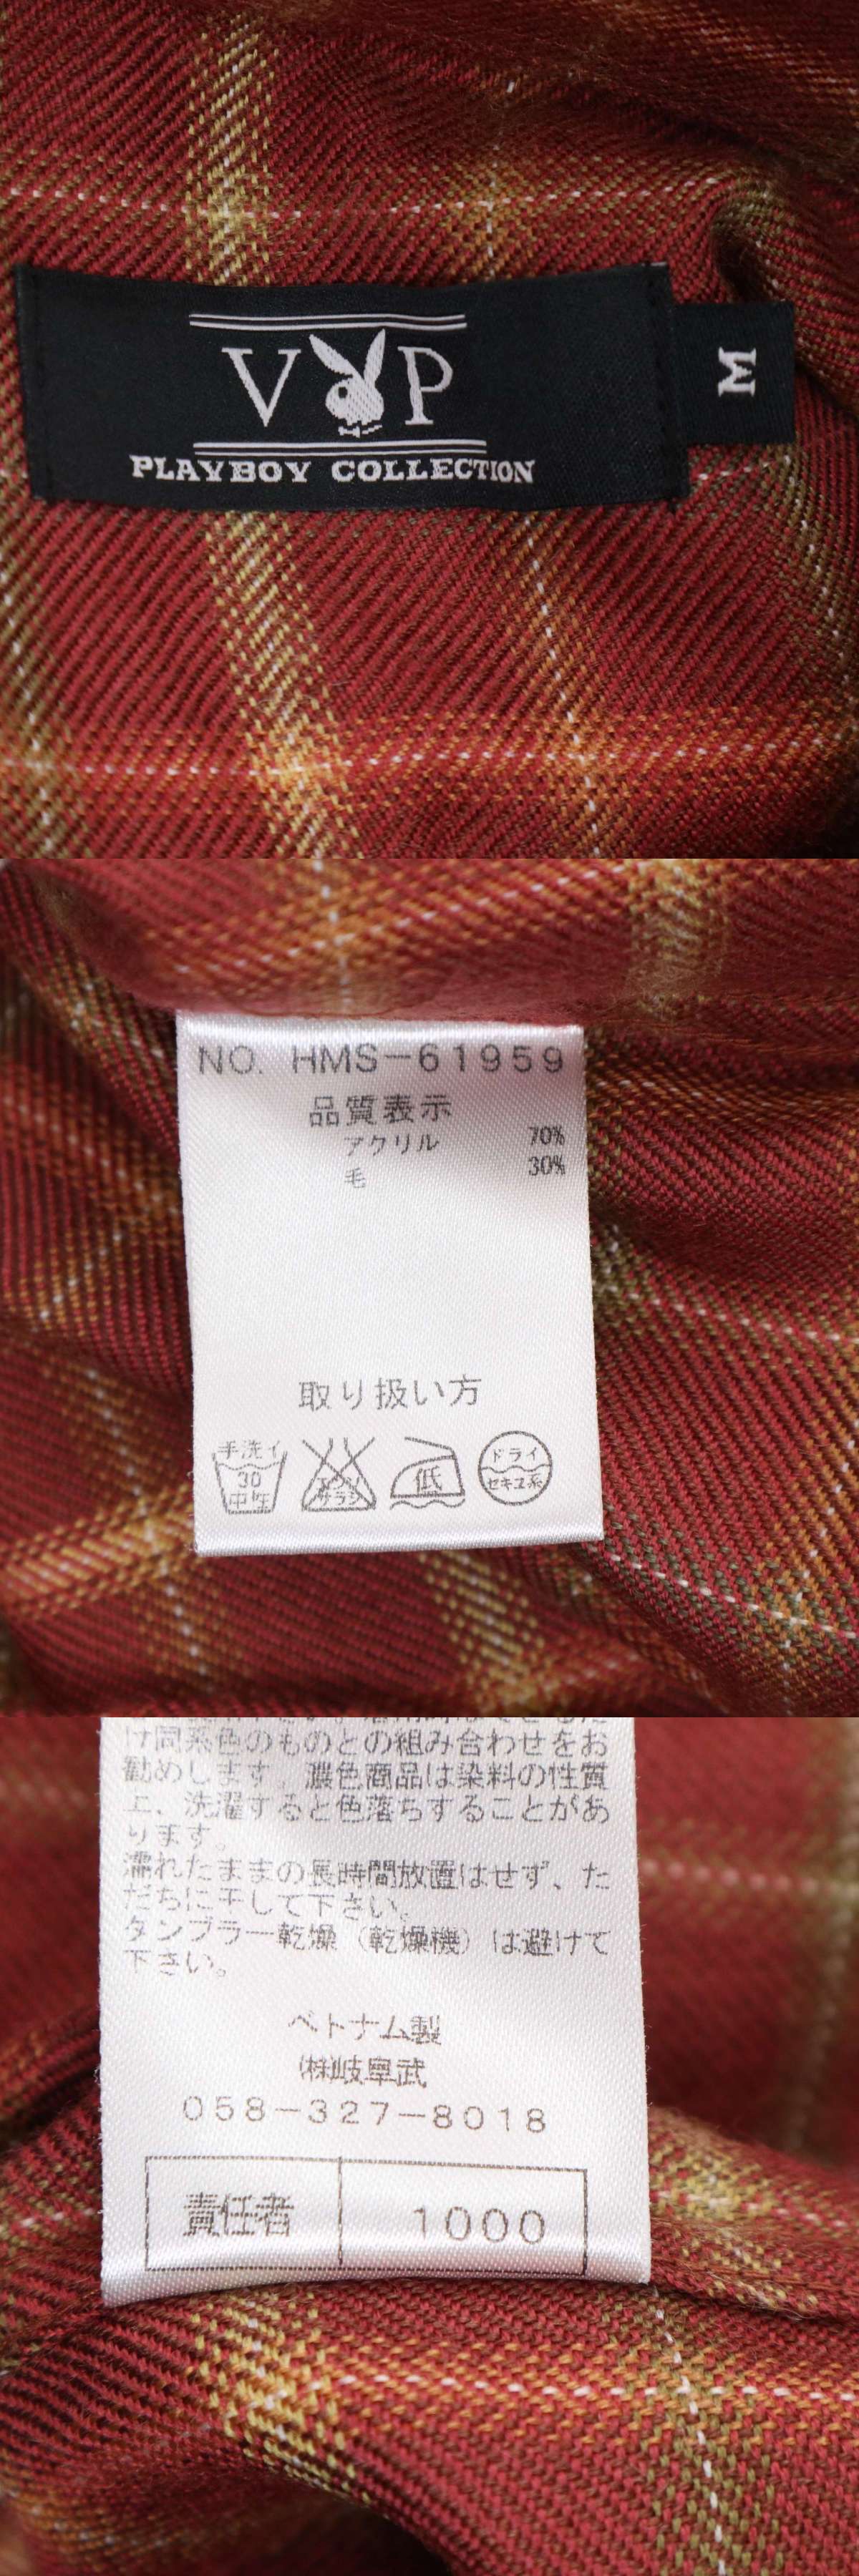 V P
PLAYBOY COLLECTION
M
NO. HMS-61959
品質表示
アクリル 70%
毛 30%
取り扱い方
手洗イ
30
中性
エンソ
サラシ
低
ドライ
セキユ系
け同系色のものとの組み合わせをお
勧めします。濃色商品は染料の性質
上、洗濯すると色落ちすることがあ
ります。
濡れたままの長時間放置はせず、た
だちに干して下さい。
タンブラー乾燥（乾燥機）は避けて
下さい。
ベトナム製
㈱岐阜武
058-327-8018
責任者 1000